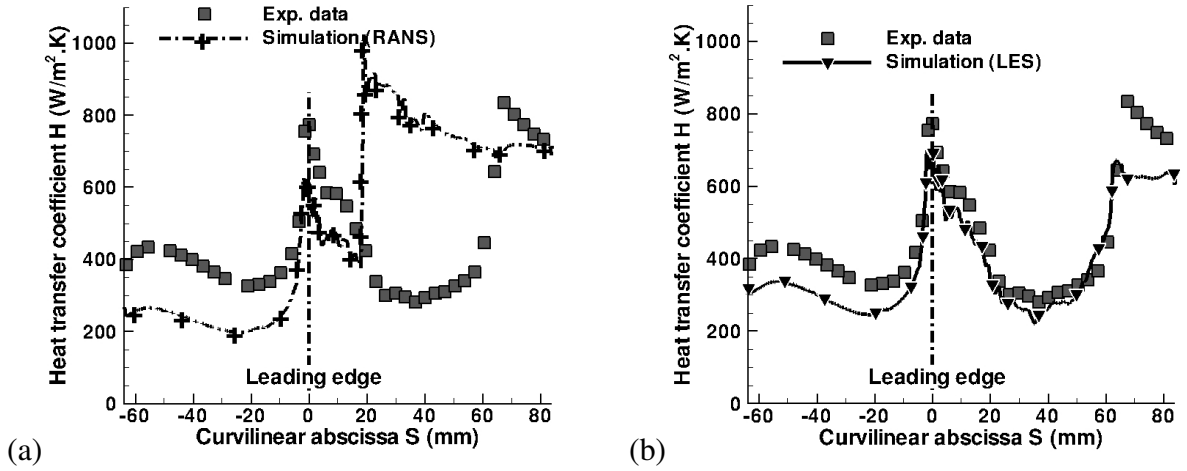 Exp. data
Simulation (RANS)
Heat transfer coefficient H (W/m².K)
1000
800
600
400
200
0
Leading edge
-60 -40 -20 0 20 40 60 80
Curvilinear abscissa S (mm)
(a)
Exp. data
Simulation (LES)
Heat transfer coefficient H (W/m².K)
1000
800
600
400
200
0
Leading edge
-60 -40 -20 0 20 40 60 80
Curvilinear abscissa S (mm)
(b)